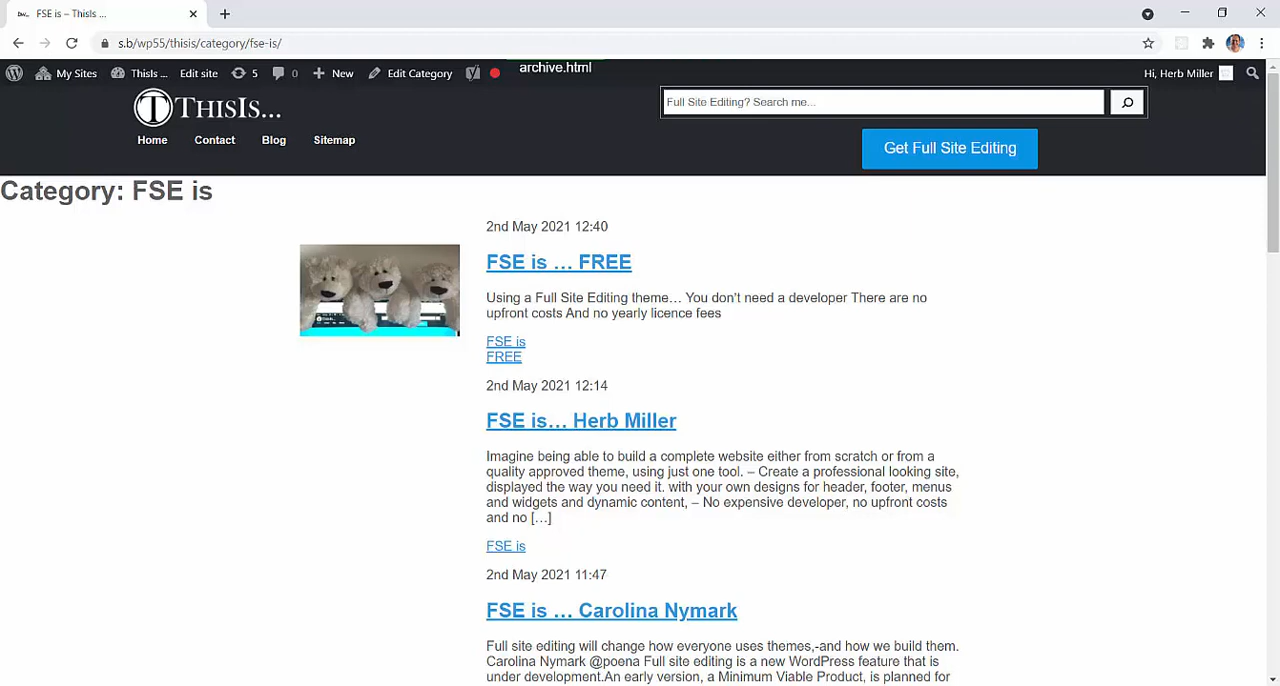 FSE is – ThisIs ...
s.b/wp55/thisis/category/fse-is/
My Sites
ThisIs ...
Edit site
5
0
New
Edit Category
archive.html
Hi, Herb Miller
THISIS...
Full Site Editing? Search me...
Home
Contact
Blog
Sitemap
Get Full Site Editing
Category: FSE is
2nd May 2021 12:40
FSE is … FREE
Using a Full Site Editing theme… You don't need a developer There are no
upfront costs And no yearly licence fees
FSE is
FREE
2nd May 2021 12:14
FSE is… Herb Miller
Imagine being able to build a complete website either from scratch or from a
quality approved theme, using just one tool. – Create a professional looking site,
displayed the way you need it. with your own designs for header, footer, menus
and widgets and dynamic content, – No expensive developer, no upfront costs
and no […]
FSE is
2nd May 2021 11:47
FSE is … Carolina Nymark
Full site editing will change how everyone uses themes,-and how we build them.
Carolina Nymark @poena Full site editing is a new WordPress feature that is
under development.An early version, a Minimum Viable Product, is planned for